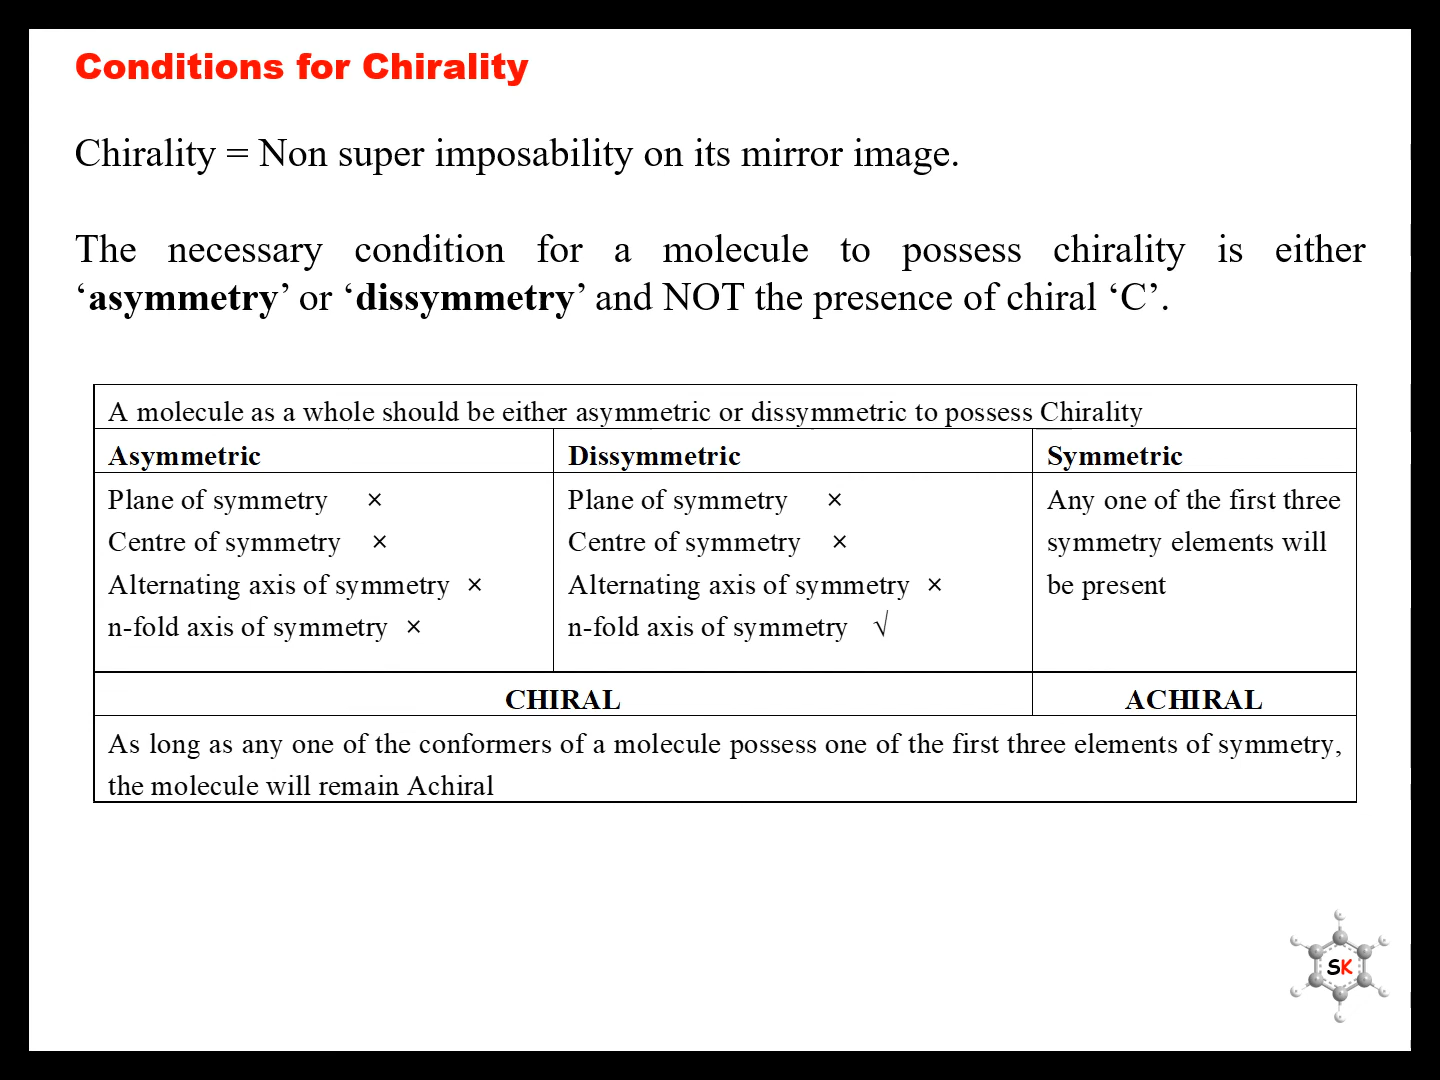 Conditions for Chirality
Chirality = Non super imposability on its mirror image.
The necessary condition for a molecule to possess chirality is either
‘asymmetry’ or ‘dissymmetry’ and NOT the presence of chiral ‘C’.
A molecule as a whole should be either asymmetric or dissymmetric to possess Chirality
Asymmetric
Dissymmetric
Symmetric
Plane of symmetry ×
Centre of symmetry ×
Alternating axis of symmetry ×
n-fold axis of symmetry ×
Plane of symmetry ×
Centre of symmetry ×
Alternating axis of symmetry ×
n-fold axis of symmetry √
Any one of the first three
symmetry elements will
be present
CHIRAL
ACHIRAL
As long as any one of the conformers of a molecule possess one of the first three elements of symmetry,
the molecule will remain Achiral
SK